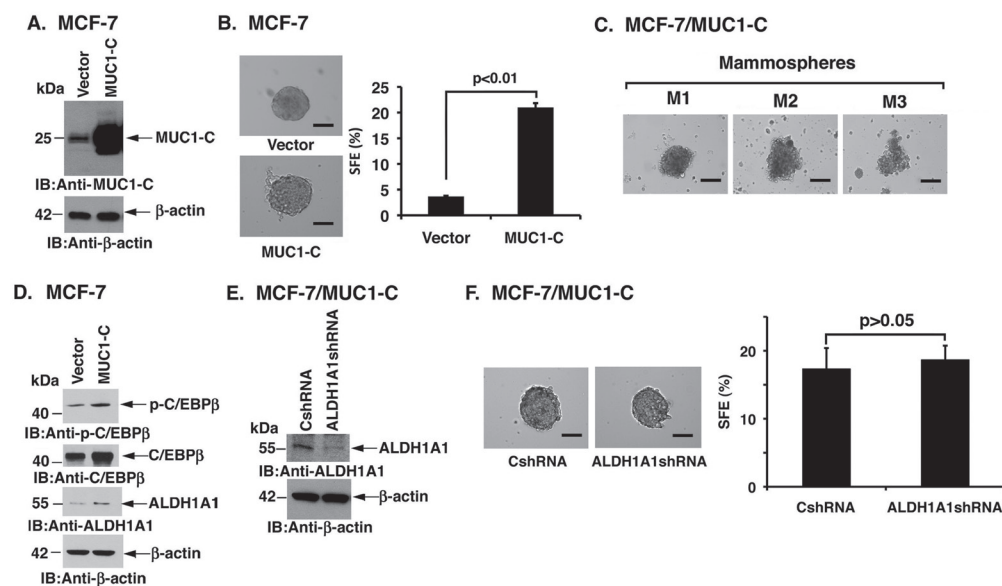 A. MCF-7
Vector
MUC1-C
kDa
25
MUC1-C
IB:Anti-MUC1-C
42
β-actin
IB:Anti-β-actin
B. MCF-7
Vector
MUC1-C
p<0.01
SFE (%)
25
20
15
10
5
0
Vector
MUC1-C
C. MCF-7/MUC1-C
Mammospheres
M1 M2 M3
D. MCF-7
Vector
MUC1-C
kDa
40
p-C/EBPβ
IB:Anti-p-C/EBPβ
40
C/EBPβ
IB:Anti-C/EBPβ
55
ALDH1A1
IB:Anti-ALDH1A1
42
β-actin
IB:Anti-β-actin
E. MCF-7/MUC1-C
CshRNA
ALDH1A1shRNA
kDa
55
ALDH1A1
IB:Anti-ALDH1A1
42
β-actin
IB:Anti-β-actin
F. MCF-7/MUC1-C
CshRNA
ALDH1A1shRNA
p>0.05
SFE (%)
20
10
0
CshRNA
ALDH1A1shRNA